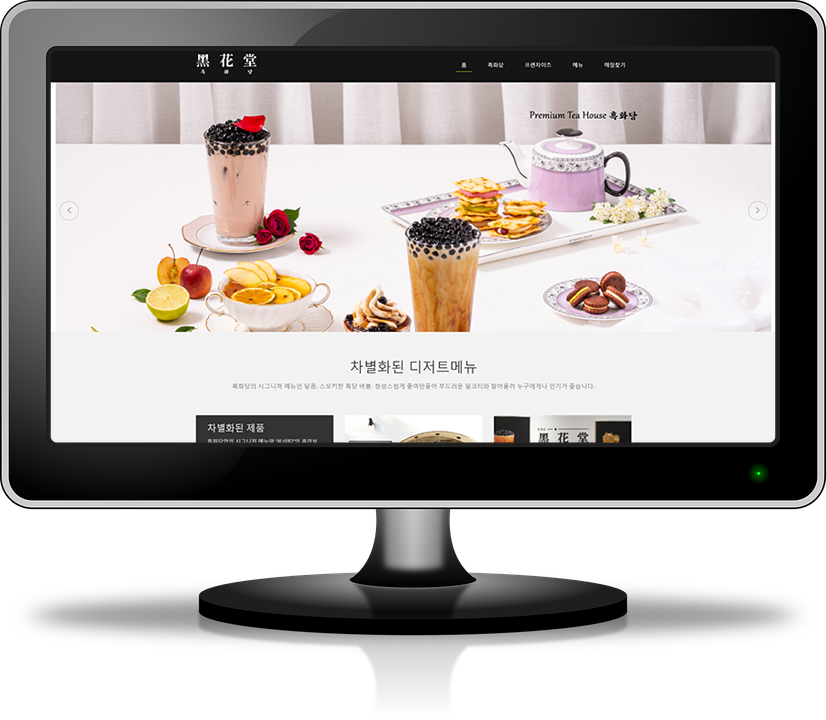 黑花堂
흑화당
홈 흑화당 프랜차이즈 메뉴 매장찾기
Premium Tea House 흑화당
차별화된 디저트메뉴
흑화당의 시그니쳐 메뉴인 달콤, 스모키한 흑당 버블. 정성스럽게 졸여만들어 부드러운 밀크티와 잘어울려 누구에게나 인기가 좋습니다.
차별화된 제품
黑花堂